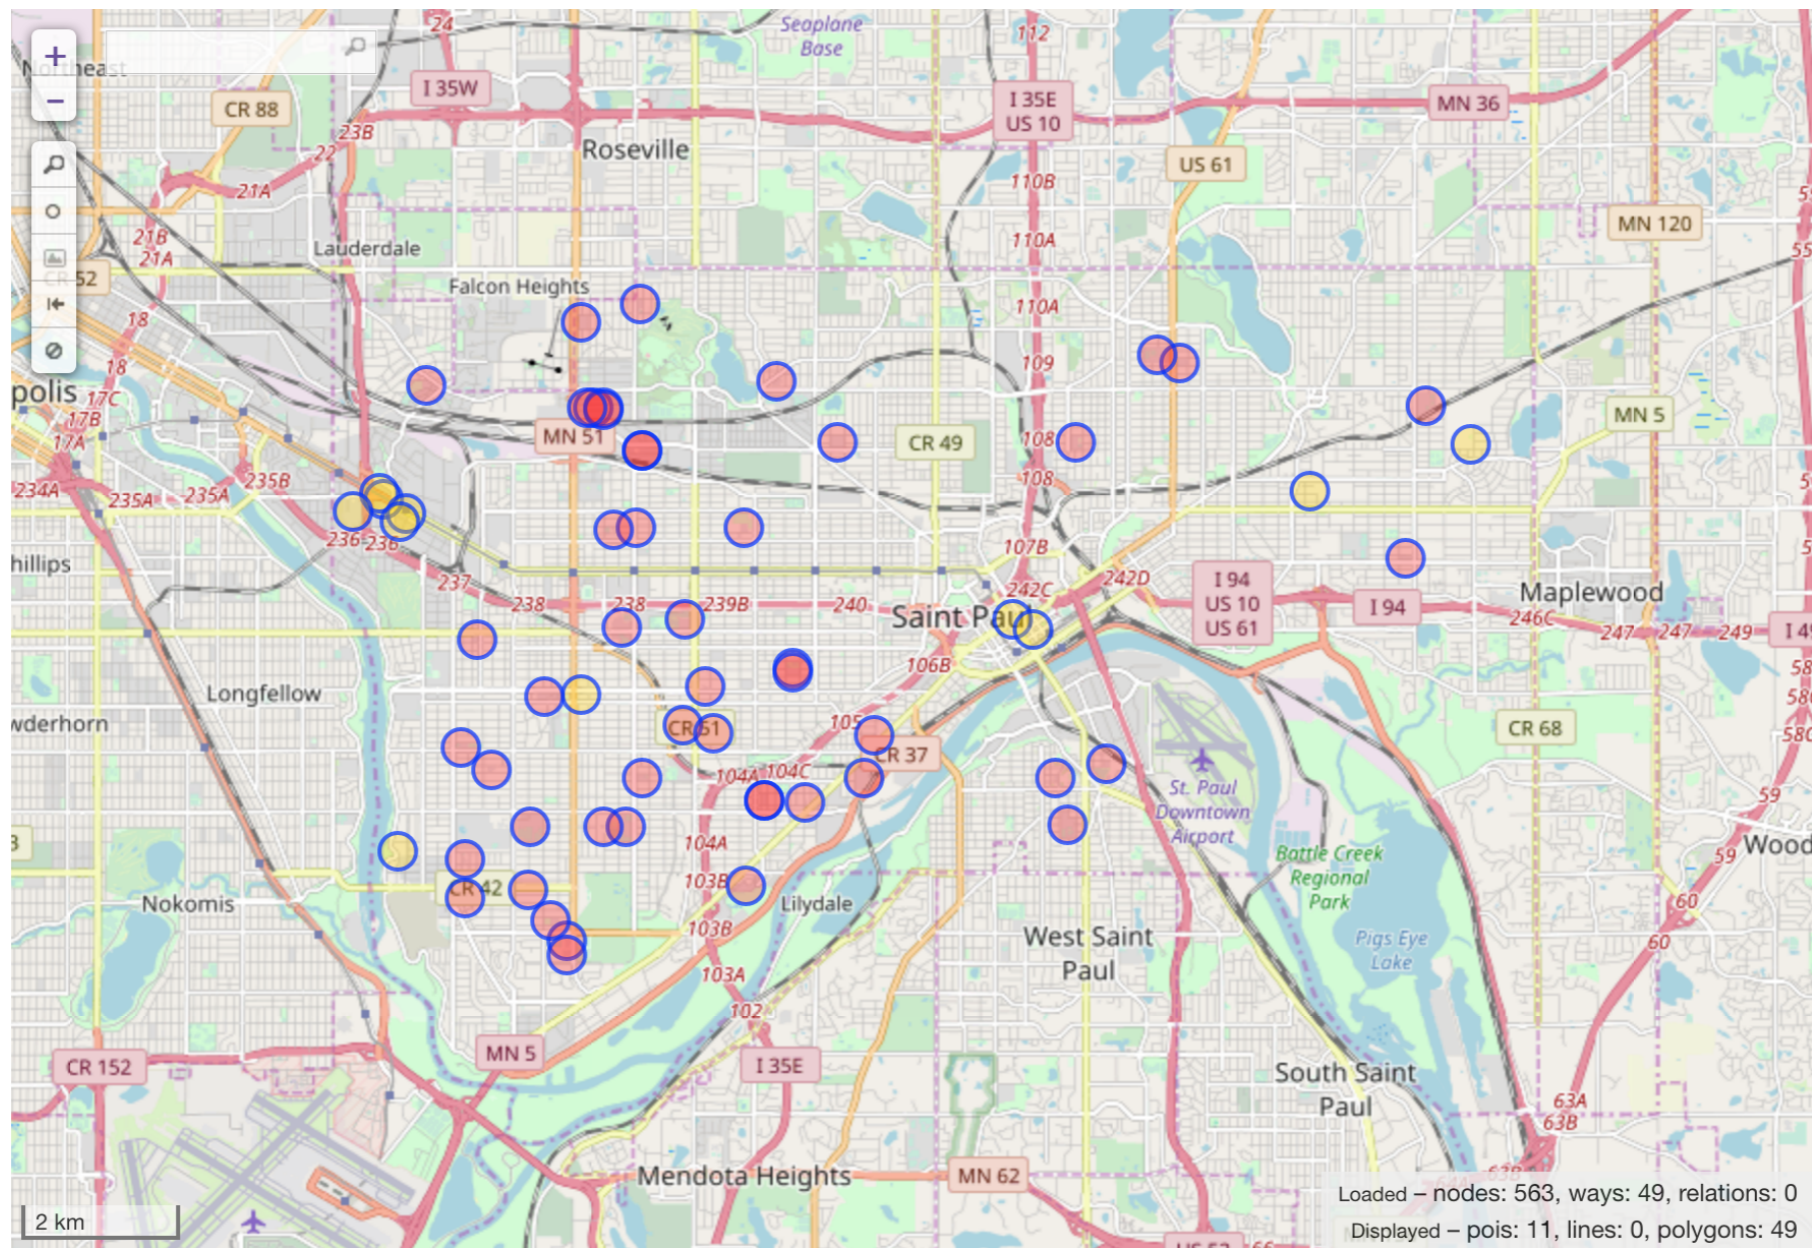 24
Seaplane
Base
112
Northeast
I 35W
I 35E
US 10
MN 36
CR 88
23B
22
Roseville
US 61
110B
21A
21B
21A
Lauderdale
110A
MN 120
CR 52
Falcon Heights
110A
18
18
109
polis
17C
17B
17A
MN 51
CR 49
108
MN 5
108
234A
235A
235A
235B
236
23B
107B
hillips
237
238
238
239B
240
242C
242D
I 94
US 10
US 61
I 94
Maplewood
246C
247
247
249
Saint Paul
106B
Longfellow
wderhorn
CR 51
105
CR 37
CR 68
104A
104C
St. Paul
Downtown
Airport
59
104A
Battle Creek
Regional
Park
59
Wood
CR 42
103B
Nokomis
Lilydale
60
103B
West Saint
Paul
Pigs Eye
Lake
60
103A
102
MN 5
I 35E
CR 152
South Saint
Paul
63A
63B
Mendota Heights
MN 62
Loaded – nodes: 563, ways: 49, relations: 0
2 km
Displayed – pois: 11, lines: 0, polygons: 49